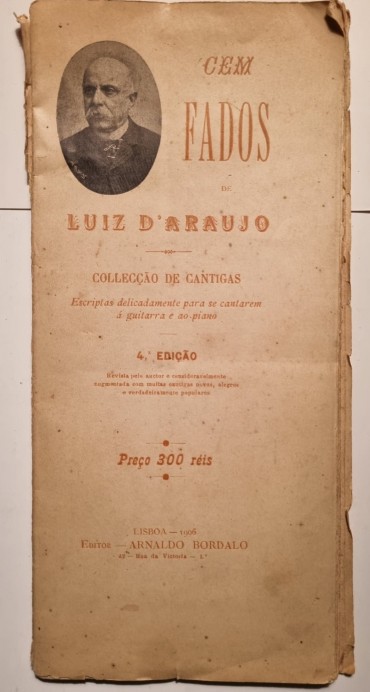 CEM
FADOS
DE
LUIZ D'ARAUJO
COLLECÇÃO DE CANTIGAS
Escriptas delicadamente para se cantarem
á guitarra e ao piano
4.ª EDIÇÃO
Revista pelo auctor e consideravelmente
augmentada com muitas cantigas novas, alegres
e verdadeiramente populares
Preço 300 réis
LISBOA — 1906
Editor — ARNALDO BORDALO
Rua da Victoria — 1.º